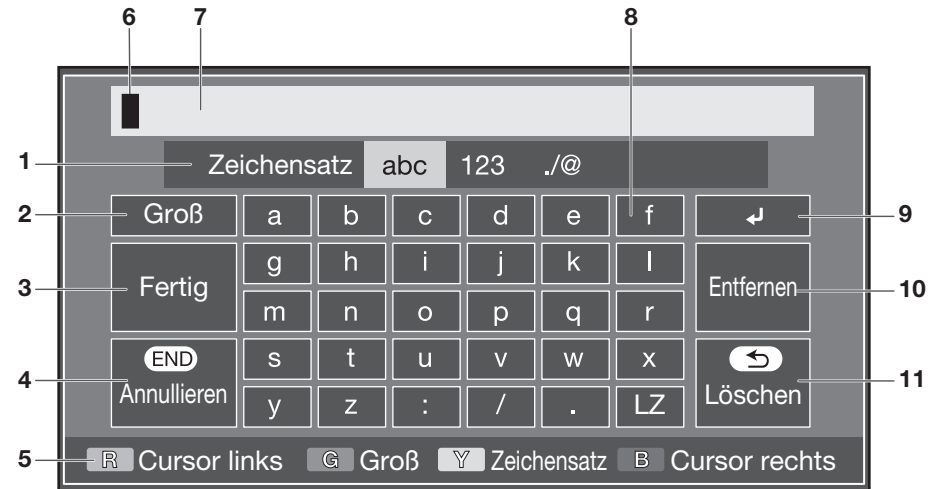 6 7 8
1 Zeichensatz abc 123 ./@
2 Groß a b c d e f ↲ 9
g h i j k l
3 Fertig Entfernen 10
m n o p q r
END s t u v w x
4 Annullieren Löschen 11
y z : / . LZ
5 R Cursor links G Groß Y Zeichensatz B Cursor rechts